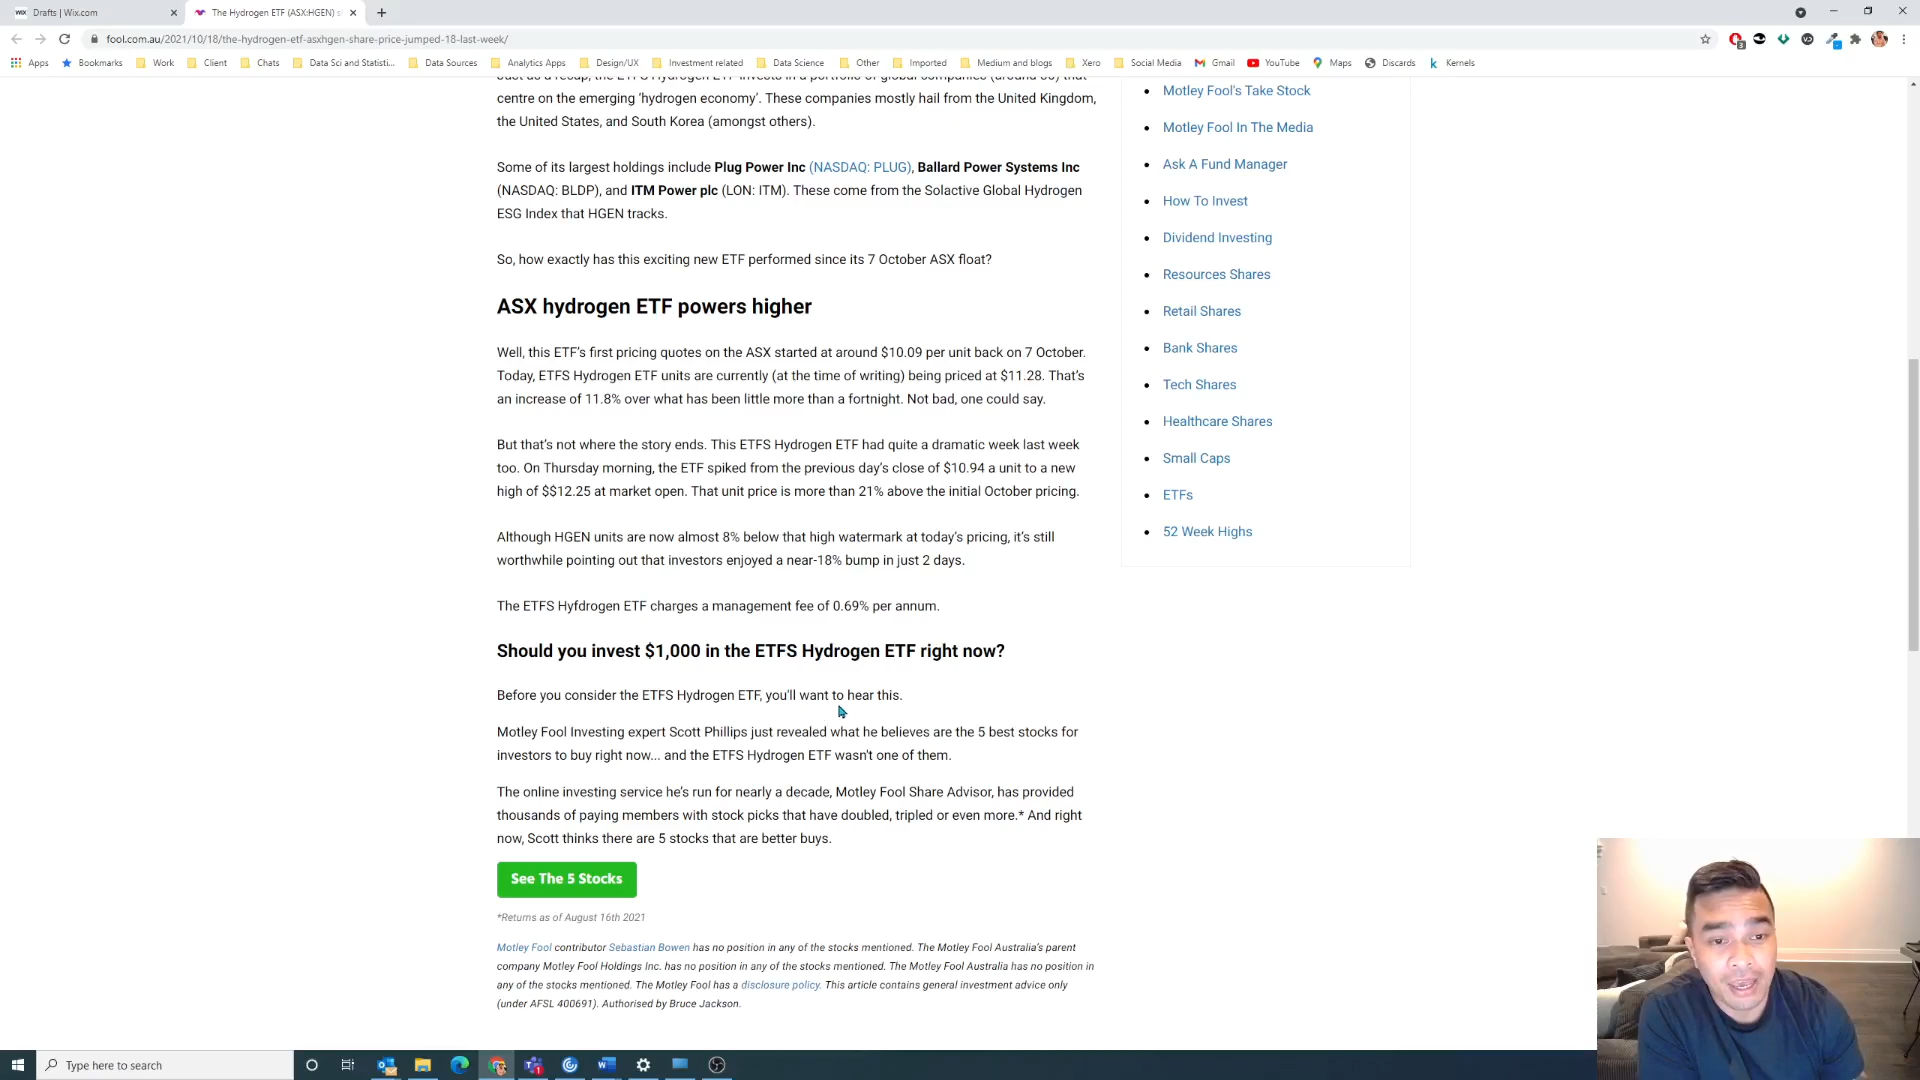 Drafts | Wix.com
The Hydrogen ETF (ASX:HGEN) s
fool.com.au/2021/10/18/the-hydrogen-etf-asxhgen-share-price-jumped-18-last-week/
Apps Bookmarks Work Client Chats Data Sci and Statisti... Data Sources Analytics Apps Design/UX Investment related Data Science Other Imported Medium and blogs Xero Social Media Gmail YouTube Maps Discards Kernels
centre on the emerging ‘hydrogen economy’. These companies mostly hail from the United Kingdom,
the United States, and South Korea (amongst others).
Some of its largest holdings include Plug Power Inc (NASDAQ: PLUG), Ballard Power Systems Inc
(NASDAQ: BLDP), and ITM Power plc (LON: ITM). These come from the Solactive Global Hydrogen
ESG Index that HGEN tracks.
So, how exactly has this exciting new ETF performed since its 7 October ASX float?
ASX hydrogen ETF powers higher
Well, this ETF’s first pricing quotes on the ASX started at around $10.09 per unit back on 7 October.
Today, ETFS Hydrogen ETF units are currently (at the time of writing) being priced at $11.28. That’s
an increase of 11.8% over what has been little more than a fortnight. Not bad, one could say.
But that’s not where the story ends. This ETFS Hydrogen ETF had quite a dramatic week last week
too. On Thursday morning, the ETF spiked from the previous day’s close of $10.94 a unit to a new
high of $$12.25 at market open. That unit price is more than 21% above the initial October pricing.
Although HGEN units are now almost 8% below that high watermark at today’s pricing, it’s still
worthwhile pointing out that investors enjoyed a near-18% bump in just 2 days.
The ETFS Hyfdrogen ETF charges a management fee of 0.69% per annum.
Should you invest $1,000 in the ETFS Hydrogen ETF right now?
Before you consider the ETFS Hydrogen ETF, you'll want to hear this.
Motley Fool Investing expert Scott Phillips just revealed what he believes are the 5 best stocks for
investors to buy right now... and the ETFS Hydrogen ETF wasn't one of them.
The online investing service he’s run for nearly a decade, Motley Fool Share Advisor, has provided
thousands of paying members with stock picks that have doubled, tripled or even more.* And right
now, Scott thinks there are 5 stocks that are better buys.
See The 5 Stocks
*Returns as of August 16th 2021
Motley Fool contributor Sebastian Bowen has no position in any of the stocks mentioned. The Motley Fool Australia’s parent
company Motley Fool Holdings Inc. has no position in any of the stocks mentioned. The Motley Fool Australia has no position in
any of the stocks mentioned. The Motley Fool has a disclosure policy. This article contains general investment advice only
(under AFSL 400691). Authorised by Bruce Jackson.
Motley Fool's Take Stock
Motley Fool In The Media
Ask A Fund Manager
How To Invest
Dividend Investing
Resources Shares
Retail Shares
Bank Shares
Tech Shares
Healthcare Shares
Small Caps
ETFs
52 Week Highs
Type here to search